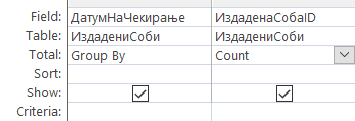 Field: ДатумНаЧекирање ИздаденаСобаID
Table: ИздадениСоби ИздадениСоби
Total: Group By Count
Sort:
Show:
Criteria: